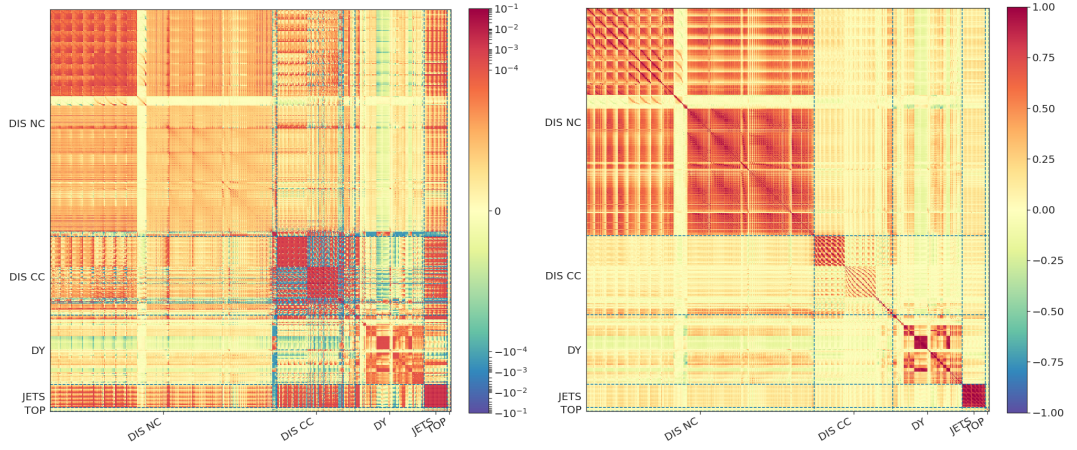 DIS NC
DIS CC
DY
JETS
TOP
DIS NC
DIS CC
DY
JETS
TOP
10⁻¹
10⁻²
10⁻³
10⁻⁴
0
−10⁻⁴
−10⁻³
−10⁻²
−10⁻¹
DIS NC
DIS CC
DY
JETS
TOP
DIS NC
DIS CC
DY
JETS
TOP
1.00
0.75
0.50
0.25
0.00
−0.25
−0.50
−0.75
−1.00